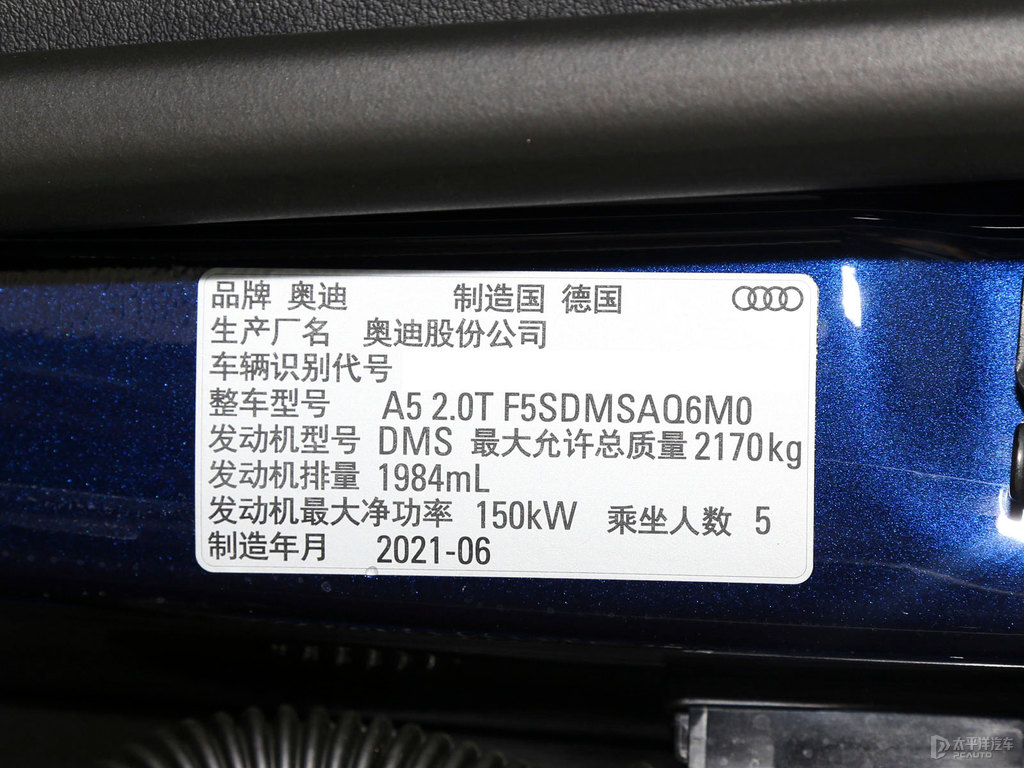 品牌 奥迪 制造国 德国
生产厂名 奥迪股份公司
车辆识别代号
整车型号 A5 2.0T F5SDMSAQ6M0
发动机型号 DMS 最大允许总质量 2170kg
发动机排量 1984mL
发动机最大净功率 150kW 乘坐人数 5
制造年月 2021-06
太平洋汽车
PCAUTO